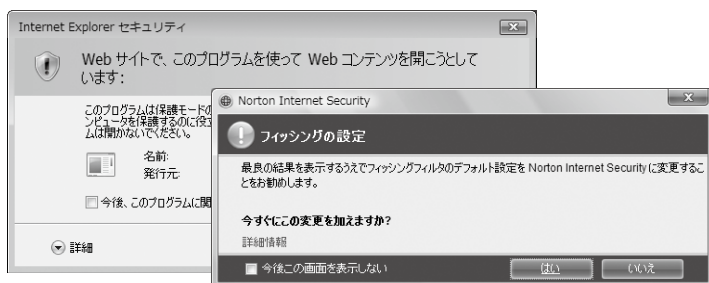 Internet Explorer セキュリティ
Web サイトで、このプログラムを使って Web コンテンツを開こうとして
います:
このプログラムは保護モードの
ンピュータを保護するのに役立
ムは開かないでください。
名前:
発行元:
今後、このプログラムに関
詳細
Norton Internet Security
フィッシングの設定
最良の結果を表示するうえでフィッシングフィルタのデフォルト設定を Norton Internet Security に変更するこ
とをお勧めします。
今すぐにこの変更を加えますか?
詳細情報
今後この画面を表示しない
はい
いいえ